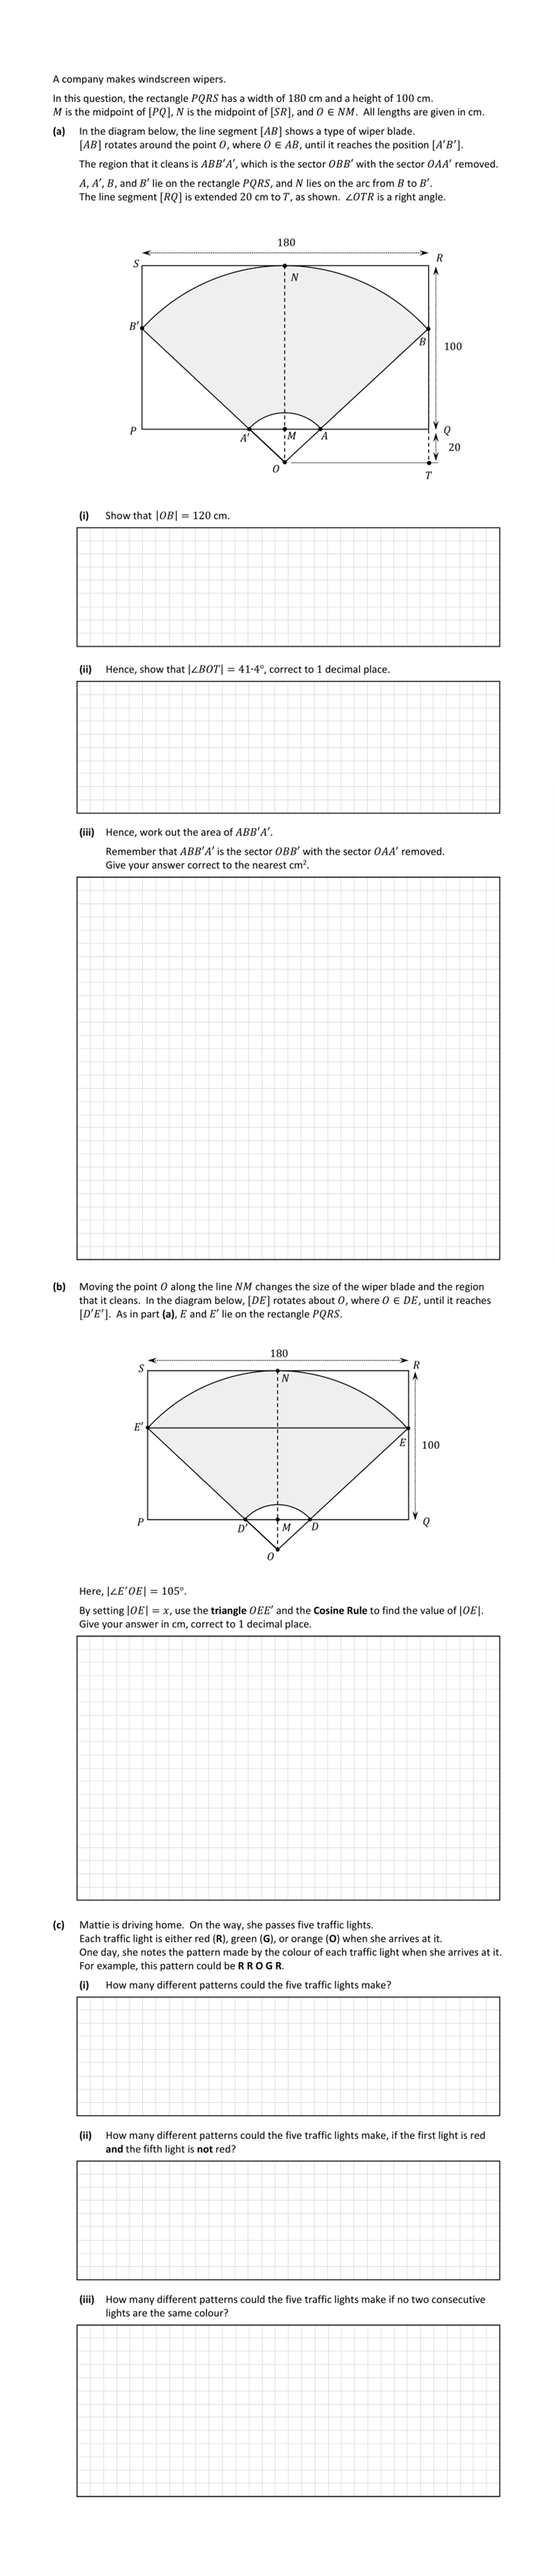 A company makes windscreen wipers.
In this question, the rectangle PQRS has a width of 180 cm and a height of 100 cm.
M is the midpoint of [PQ], N is the midpoint of [SR], and O ∈ NM. All lengths are given in cm.
(a) In the diagram below, the line segment [AB] shows a type of wiper blade.
[AB] rotates around the point O, where O ∈ AB, until it reaches the position [A′B′].
The region that it cleans is ABB′A′, which is the sector OBB′ with the sector OAA′ removed.
A, A′, B, and B′ lie on the rectangle PQRS, and N lies on the arc from B to B′.
The line segment [RQ] is extended 20 cm to T, as shown. ∠OTR is a right angle.
180
S
R
N
B′
B
100
P
A′
M
A
Q
20
O
T
(i) Show that |OB| = 120 cm.
(ii) Hence, show that |∠BOT| = 41·4°, correct to 1 decimal place.
(iii) Hence, work out the area of ABB′A′.
Remember that ABB′A′ is the sector OBB′ with the sector OAA′ removed.
Give your answer correct to the nearest cm².
(b) Moving the point O along the line NM changes the size of the wiper blade and the region
that it cleans. In the diagram below, [DE] rotates about O, where O ∈ DE, until it reaches
[D′E′]. As in part (a), E and E′ lie on the rectangle PQRS.
180
S
R
N
E′
E
100
P
D′
M
D
Q
O
Here, |∠E′OE| = 105°.
By setting |OE| = x, use the triangle OEE′ and the Cosine Rule to find the value of |OE|.
Give your answer in cm, correct to 1 decimal place.
(c) Mattie is driving home. On the way, she passes five traffic lights.
Each traffic light is either red (R), green (G), or orange (O) when she arrives at it.
One day, she notes the pattern made by the colour of each traffic light when she arrives at it.
For example, this pattern could be R R O G R.
(i) How many different patterns could the five traffic lights make?
(ii) How many different patterns could the five traffic lights make, if the first light is red
and the fifth light is not red?
(iii) How many different patterns could the five traffic lights make if no two consecutive
lights are the same colour?